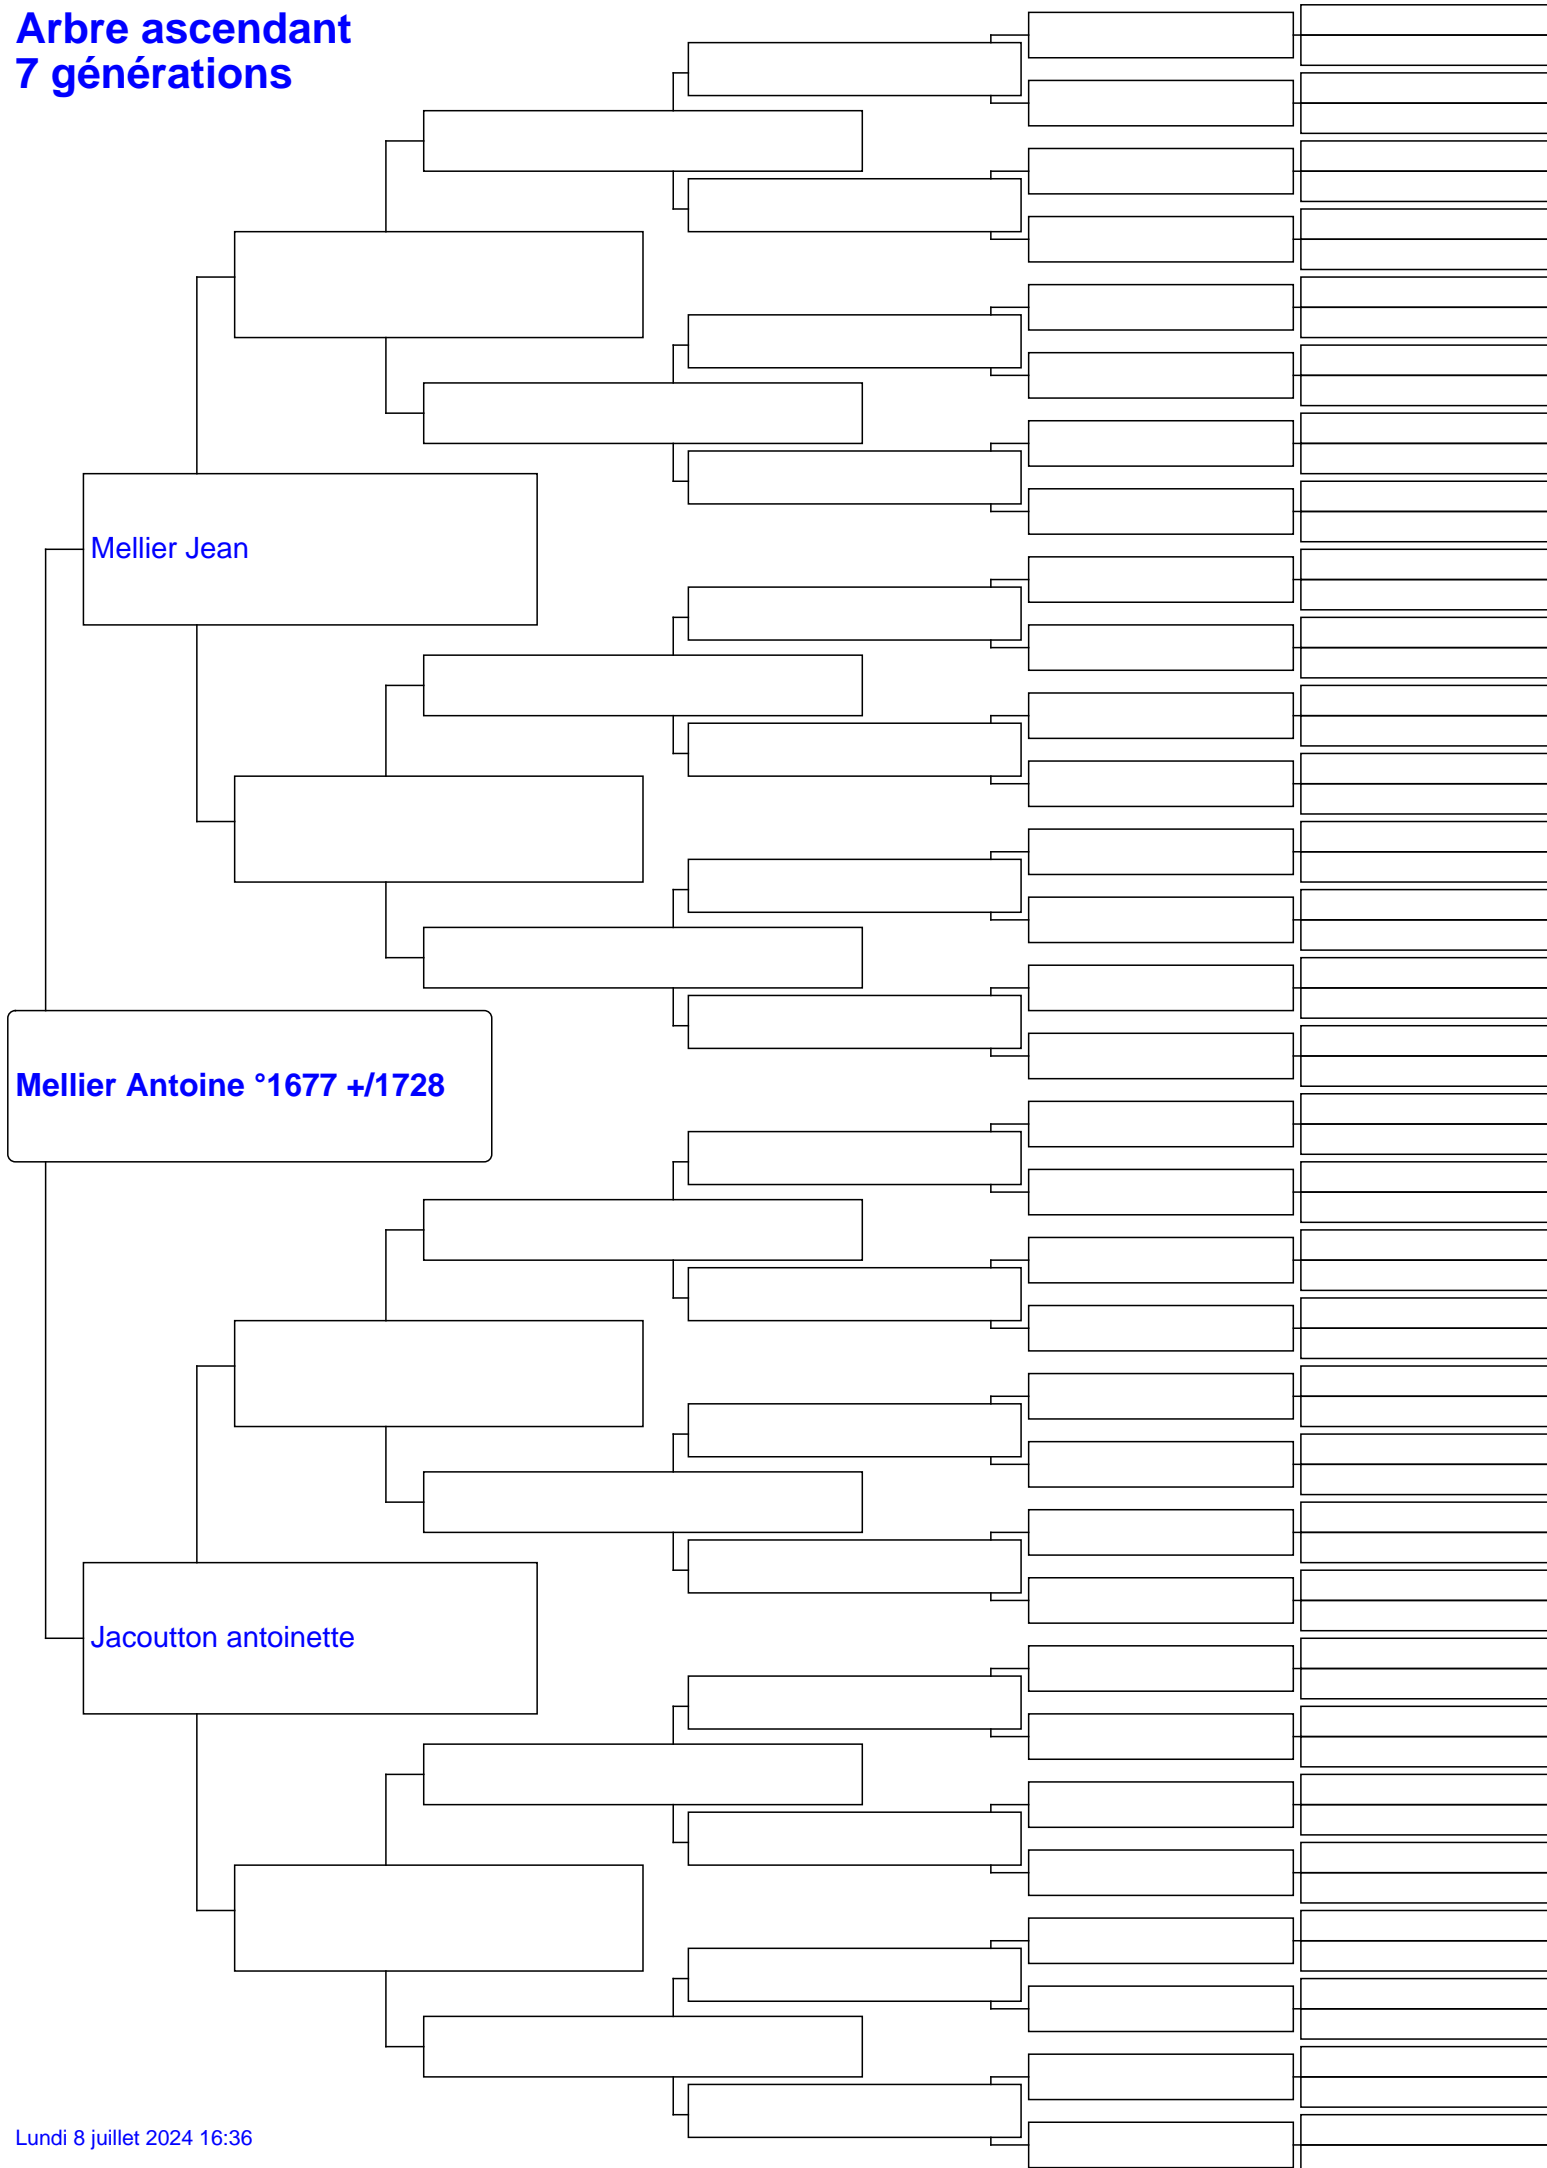 Arbre ascendant
7 générations
Mellier Jean
Mellier Antoine °1677 +/1728
Jacoutton antoinette
Lundi 8 juillet 2024 16:36